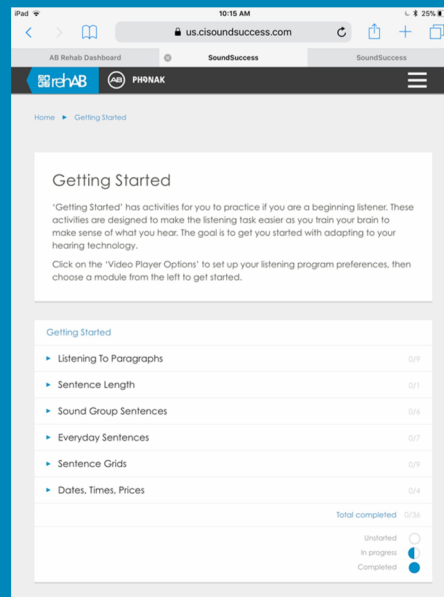 iPad 10:15 AM 25%
us.cisoundsuccess.com
AB Rehab Dashboard SoundSuccess SoundSuccess
rehAB AB PHONAK
Home ► Getting Started
Getting Started
'Getting Started' has activities for you to practice if you are a beginning listener. These
activities are designed to make the listening task easier as you train your brain to
make sense of what you hear. The goal is to get you started with adapting to your
hearing technology.
Click on the 'Video Player Options' to set up your listening program preferences, then
choose a module from the left to get started.
Getting Started
► Listening To Paragraphs 0/9
► Sentence Length 0/1
► Sound Group Sentences 0/6
► Everyday Sentences 0/7
► Sentence Grids 0/9
► Dates, Times, Prices 0/4
Total completed 0/36
Unstarted
In progress
Completed